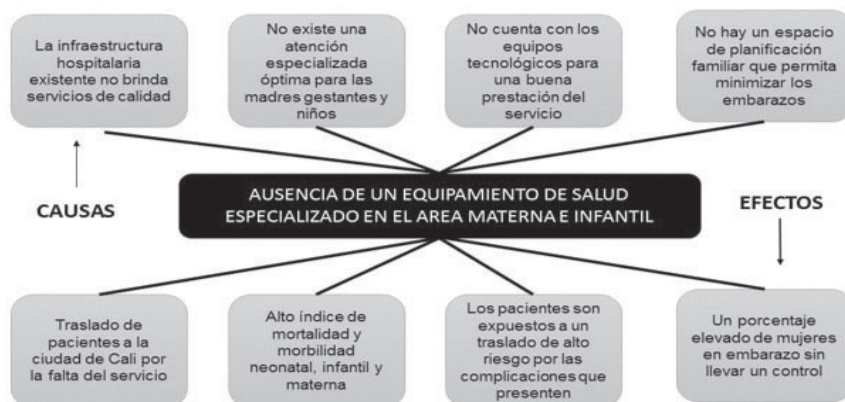 La infraestructura
hospitalaria
existente no brinda
servicios de calidad
No existe una
atención
especializada
óptima para las
madres gestantes y
niños
No cuenta con los
equipos
tecnológicos para
una buena
prestación del
servicio
No hay un espacio
de planificación
familiar que permita
minimizar los
embarazos
CAUSAS
AUSENCIA DE UN EQUIPAMIENTO DE SALUD
ESPECIALIZADO EN EL AREA MATERNA E INFANTIL
EFECTOS
Traslado de
pacientes a la
ciudad de Cali por
la falta del servicio
Alto índice de
mortalidad y
morbilidad
neonatal, infantil y
materna
Los pacientes son
expuestos a un
traslado de alto
riesgo por las
complicaciones que
presenten
Un porcentaje
elevado de mujeres
en embarazo sin
llevar un control